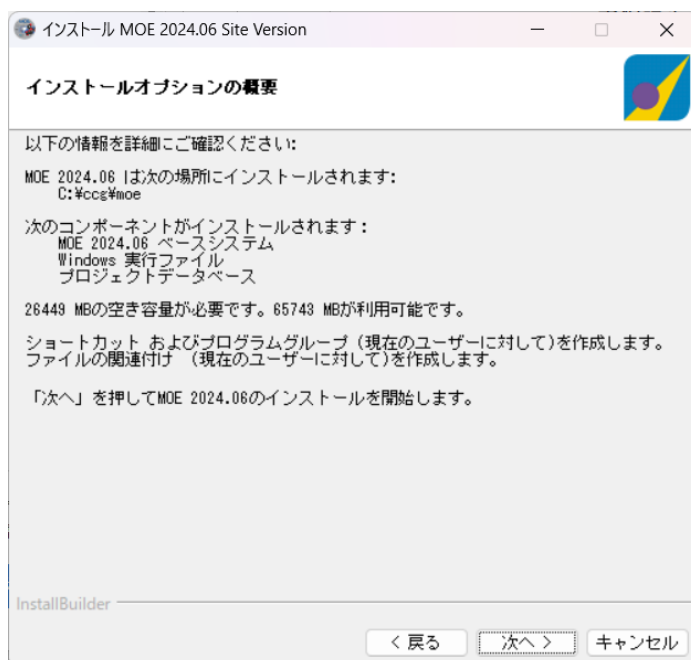 インストール MOE 2024.06 Site Version
インストールオプションの概要
以下の情報を詳細にご確認ください:
MOE 2024.06 は次の場所にインストールされます:
C:¥ccg¥moe
次のコンポーネントがインストールされます:
MOE 2024.06 ベースシステム
Windows 実行ファイル
プロジェクトデータベース
26449 MBの空き容量が必要です。65743 MBが利用可能です。
ショートカット およびプログラムグループ (現在のユーザーに対して)を作成します。
ファイルの関連付け (現在のユーザーに対して)を作成します。
「次へ」を押してMOE 2024.06のインストールを開始します。
InstallBuilder
< 戻る 次へ > キャンセル